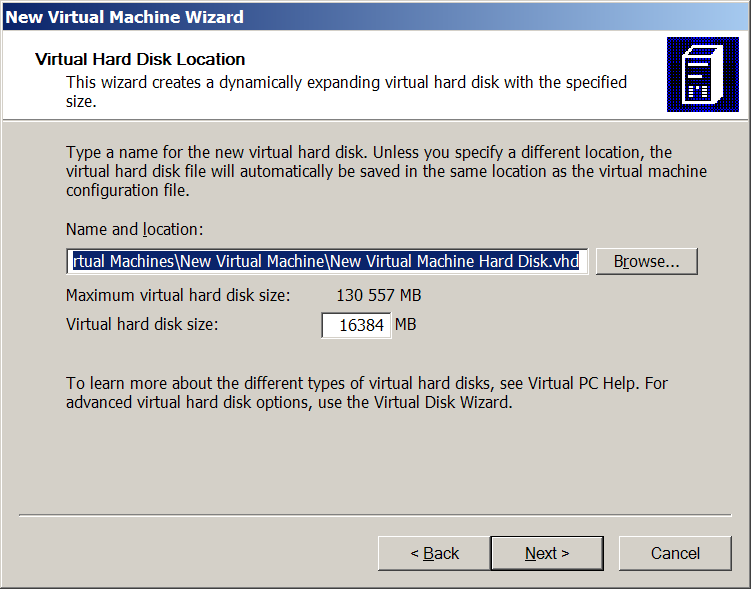 New Virtual Machine Wizard
Virtual Hard Disk Location
This wizard creates a dynamically expanding virtual hard disk with the specified
size.
Type a name for the new virtual hard disk. Unless you specify a different location, the
virtual hard disk file will automatically be saved in the same location as the virtual machine
configuration file.
Name and location:
rtual Machines\New Virtual Machine\New Virtual Machine Hard Disk.vhd Browse...
Maximum virtual hard disk size: 130 557 MB
Virtual hard disk size: 16384 MB
To learn more about the different types of virtual hard disks, see Virtual PC Help. For
advanced virtual hard disk options, use the Virtual Disk Wizard.
< Back Next > Cancel